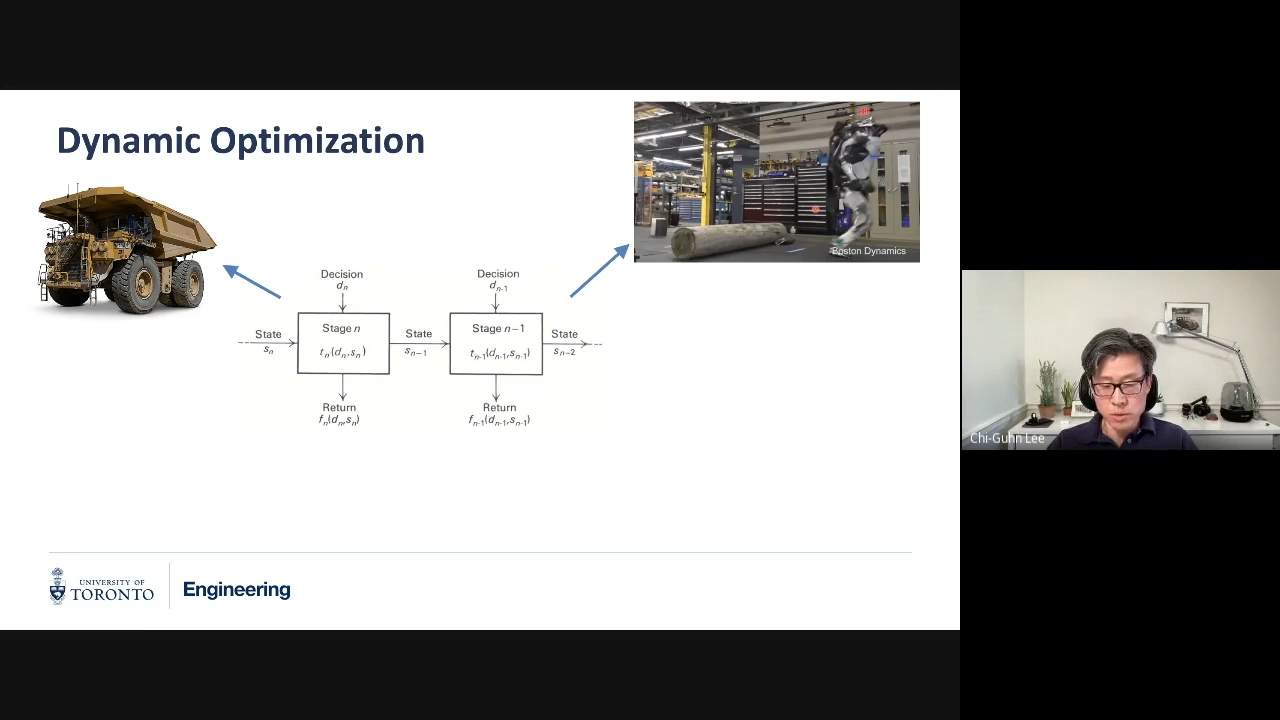 Dynamic Optimization
Boston Dynamics
Decision
dn
Decision
dn-1
State
sn
Stage n
tn(dn,sn)
State
sn-1
Stage n-1
tn-1(dn-1,sn-1)
State
sn-2
Return
fn(dn,sn)
Return
fn-1(dn-1,sn-1)
UNIVERSITY OF
TORONTO
Engineering
Chi-Guhn Lee